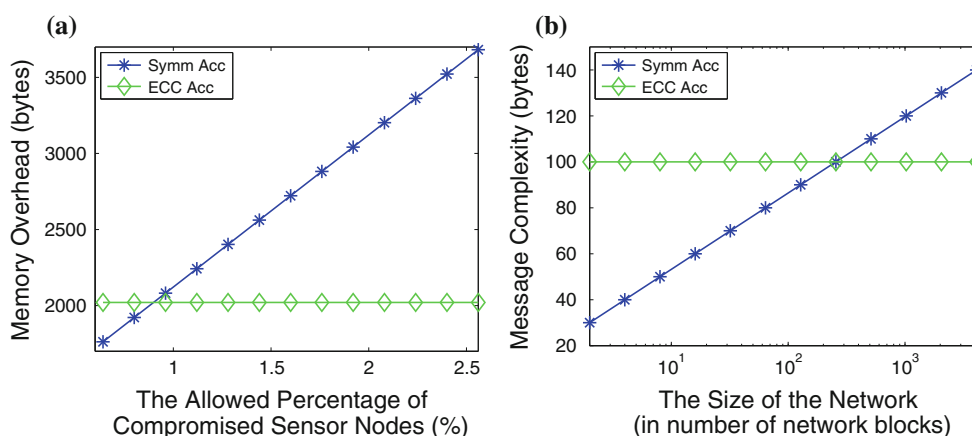 (a)
Symm Acc
ECC Acc
Memory Overhead (bytes)
3500
3000
2500
2000
1
1.5
2
2.5
The Allowed Percentage of
Compromised Sensor Nodes (%)
(b)
Symm Acc
ECC Acc
Message Complexity (bytes)
140
120
100
80
60
40
20
10^1
10^2
10^3
The Size of the Network
(in number of network blocks)